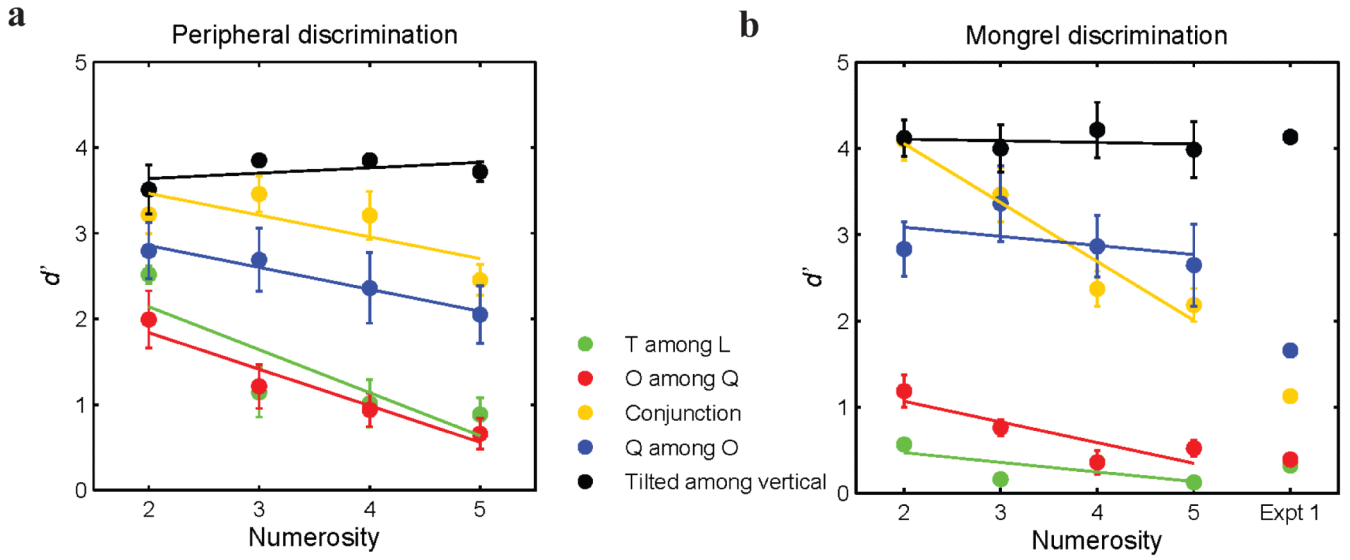 a
Peripheral discrimination
5
4
3
2
1
0
d'
2 3 4 5
Numerosity
T among L
O among Q
Conjunction
Q among O
Tilted among vertical
b
Mongrel discrimination
5
4
3
2
1
0
d'
2 3 4 5 Expt 1
Numerosity